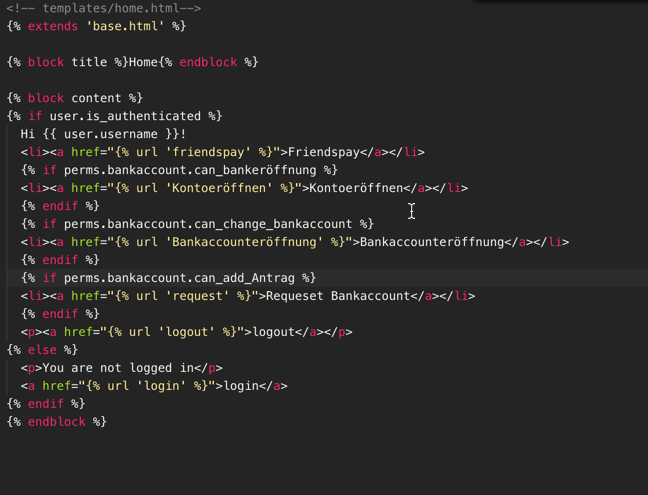 <!-- templates/home.html-->
{% extends 'base.html' %}
{% block title %}Home{% endblock %}
{% block content %}
{% if user.is_authenticated %}
Hi {{ user.username }}!
<li><a href="{% url 'friendspay' %}">Friendspay</a></li>
{% if perms.bankaccount.can_bankeröffnung %}
<li><a href="{% url 'Kontoeröffnen' %}">Kontoeröffnen</a></li>
{% endif %}
{% if perms.bankaccount.can_change_bankaccount %}
<li><a href="{% url 'Bankaccounteröffnung' %}">Bankaccounteröffnung</a></li>
{% endif %}
{% if perms.bankaccount.can_add_Antrag %}
<li><a href="{% url 'request' %}">Requeset Bankaccount</a></li>
{% endif %}
<p><a href="{% url 'logout' %}">logout</a></p>
{% else %}
<p>You are not logged in</p>
<a href="{% url 'login' %}">login</a>
{% endif %}
{% endblock %}